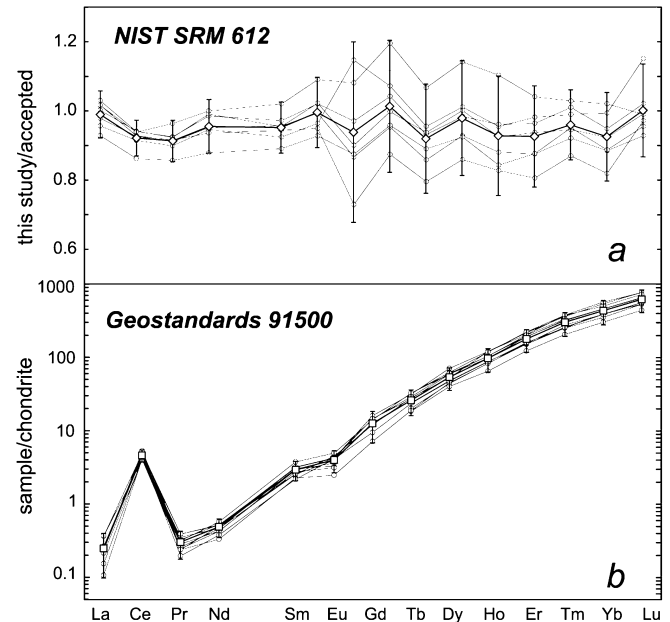 a
1.2
NIST SRM 612
1.0
0.8
0.6
this study/accepted
a
1000
Geostandards 91500
100
10
1
0.1
sample/chondrite
b
La Ce Pr Nd Sm Eu Gd Tb Dy Ho Er Tm Yb Lu